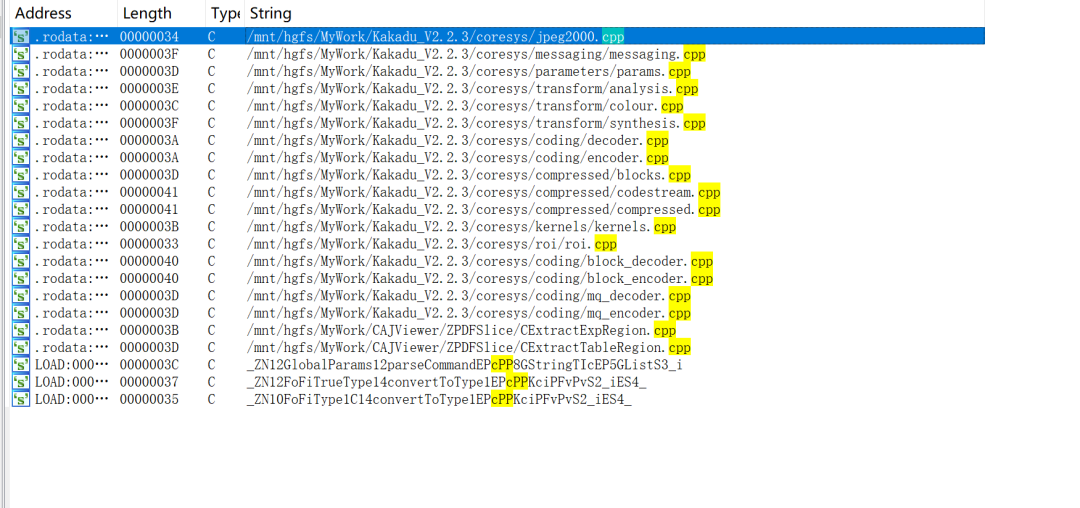 Address Length Type String
.rodata:··· 00000034 C /mnt/hgfs/MyWork/Kakadu_V2.2.3/coresys/jpeg2000.cpp
.rodata:··· 0000003F C /mnt/hgfs/MyWork/Kakadu_V2.2.3/coresys/messaging/messaging.cpp
.rodata:··· 0000003D C /mnt/hgfs/MyWork/Kakadu_V2.2.3/coresys/parameters/params.cpp
.rodata:··· 0000003E C /mnt/hgfs/MyWork/Kakadu_V2.2.3/coresys/transform/analysis.cpp
.rodata:··· 0000003C C /mnt/hgfs/MyWork/Kakadu_V2.2.3/coresys/transform/colour.cpp
.rodata:··· 0000003F C /mnt/hgfs/MyWork/Kakadu_V2.2.3/coresys/transform/synthesis.cpp
.rodata:··· 0000003A C /mnt/hgfs/MyWork/Kakadu_V2.2.3/coresys/coding/decoder.cpp
.rodata:··· 0000003A C /mnt/hgfs/MyWork/Kakadu_V2.2.3/coresys/coding/encoder.cpp
.rodata:··· 0000003D C /mnt/hgfs/MyWork/Kakadu_V2.2.3/coresys/compressed/blocks.cpp
.rodata:··· 00000041 C /mnt/hgfs/MyWork/Kakadu_V2.2.3/coresys/compressed/codestream.cpp
.rodata:··· 00000041 C /mnt/hgfs/MyWork/Kakadu_V2.2.3/coresys/compressed/compressed.cpp
.rodata:··· 0000003B C /mnt/hgfs/MyWork/Kakadu_V2.2.3/coresys/kernels/kernels.cpp
.rodata:··· 00000033 C /mnt/hgfs/MyWork/Kakadu_V2.2.3/coresys/roi/roi.cpp
.rodata:··· 00000040 C /mnt/hgfs/MyWork/Kakadu_V2.2.3/coresys/coding/block_decoder.cpp
.rodata:··· 00000040 C /mnt/hgfs/MyWork/Kakadu_V2.2.3/coresys/coding/block_encoder.cpp
.rodata:··· 0000003D C /mnt/hgfs/MyWork/Kakadu_V2.2.3/coresys/coding/mq_decoder.cpp
.rodata:··· 0000003D C /mnt/hgfs/MyWork/Kakadu_V2.2.3/coresys/coding/mq_encoder.cpp
.rodata:··· 0000003B C /mnt/hgfs/MyWork/CAJViewer/ZPDFSlice/CExtractExpRegion.cpp
.rodata:··· 0000003D C /mnt/hgfs/MyWork/CAJViewer/ZPDFSlice/CExtractTableRegion.cpp
LOAD:000··· 0000003C C _ZN12GlobalParams12parseCommandEPcPP8GStringTIcEP5GListS3_i
LOAD:000··· 00000037 C _ZN12FoFiTrueType14convertToType1EPcPPKciPFvPvS2_iES4_
LOAD:000··· 00000035 C _ZN10FoFiType1C14convertToType1EPcPPKciPFvPvS2_iES4_